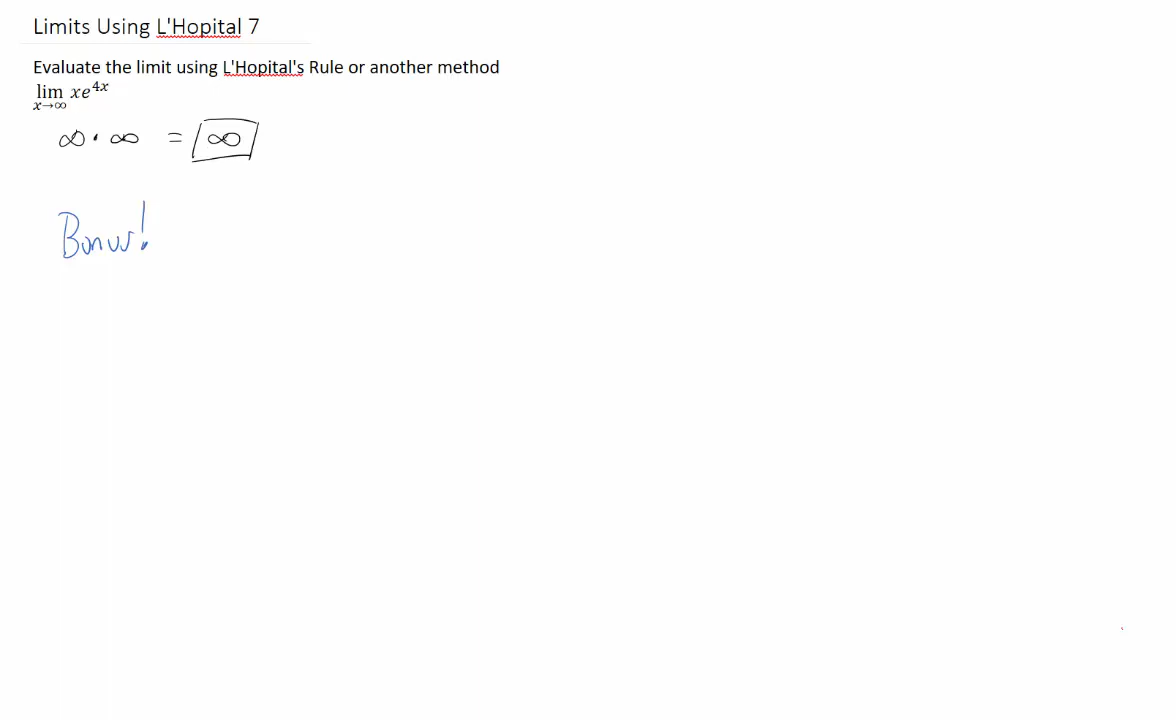 Limits Using L'Hopital 7
Evaluate the limit using L'Hopital's Rule or another method
lim x→∞ xe^{4x}
∞ · ∞ = ∞
Bonus!